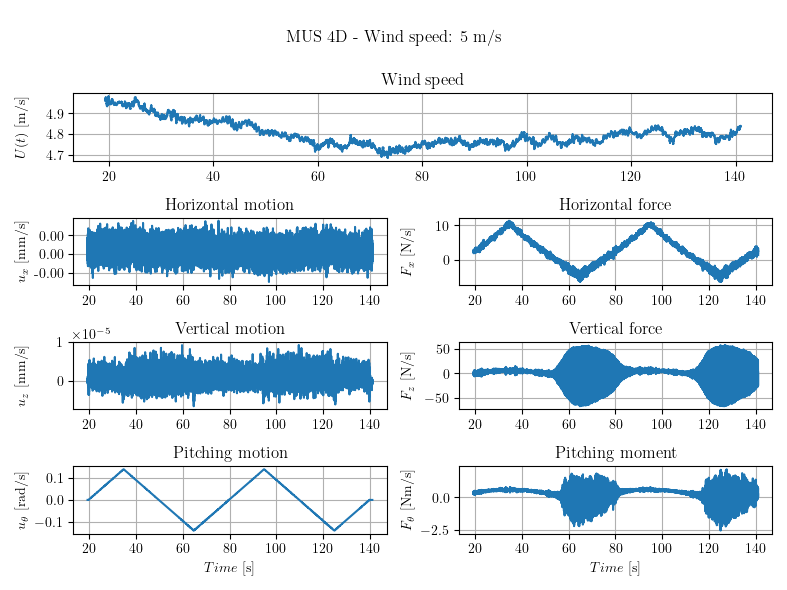 MUS 4D - Wind speed: 5 m/s
Wind speed
U(t) [m/s]
4.9
4.8
4.7
20 40 60 80 100 120 140
Horizontal motion
u_x [mm/s]
0.00
0.00
-0.00
20 40 60 80 100 120 140
Horizontal force
F_x [N/s]
10
0
20 40 60 80 100 120 140
Vertical motion
×10⁻⁵
u_z [mm/s]
1
0
20 40 60 80 100 120 140
Vertical force
F_z [N/s]
50
0
−50
20 40 60 80 100 120 140
Pitching motion
u_θ [rad/s]
0.1
0.0
−0.1
20 40 60 80 100 120 140
Time [s]
Pitching moment
F_θ [Nm/s]
0.0
−2.5
20 40 60 80 100 120 140
Time [s]